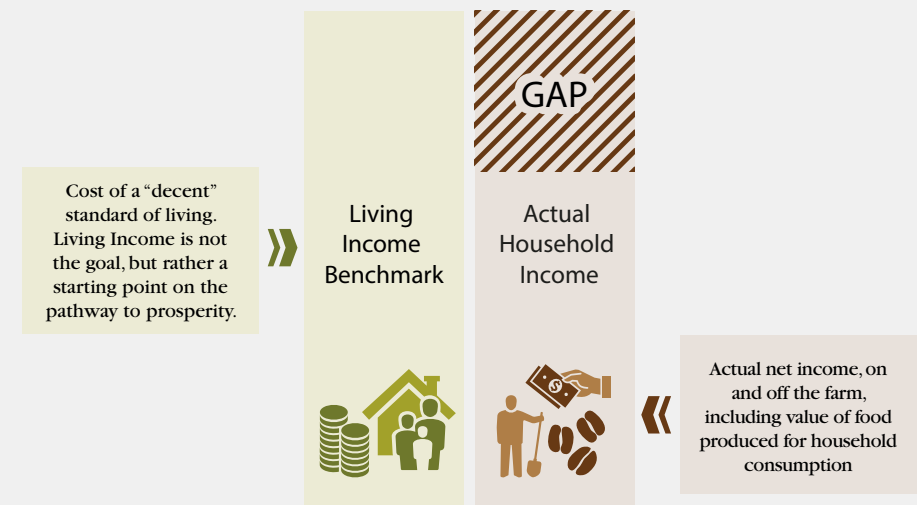 GAP
Cost of a “decent”
standard of living.
Living Income is not
the goal, but rather a
starting point on the
pathway to prosperity.
Living
Income
Benchmark
Actual
Household
Income
$
Actual net income, on
and off the farm,
including value of food
produced for household
consumption